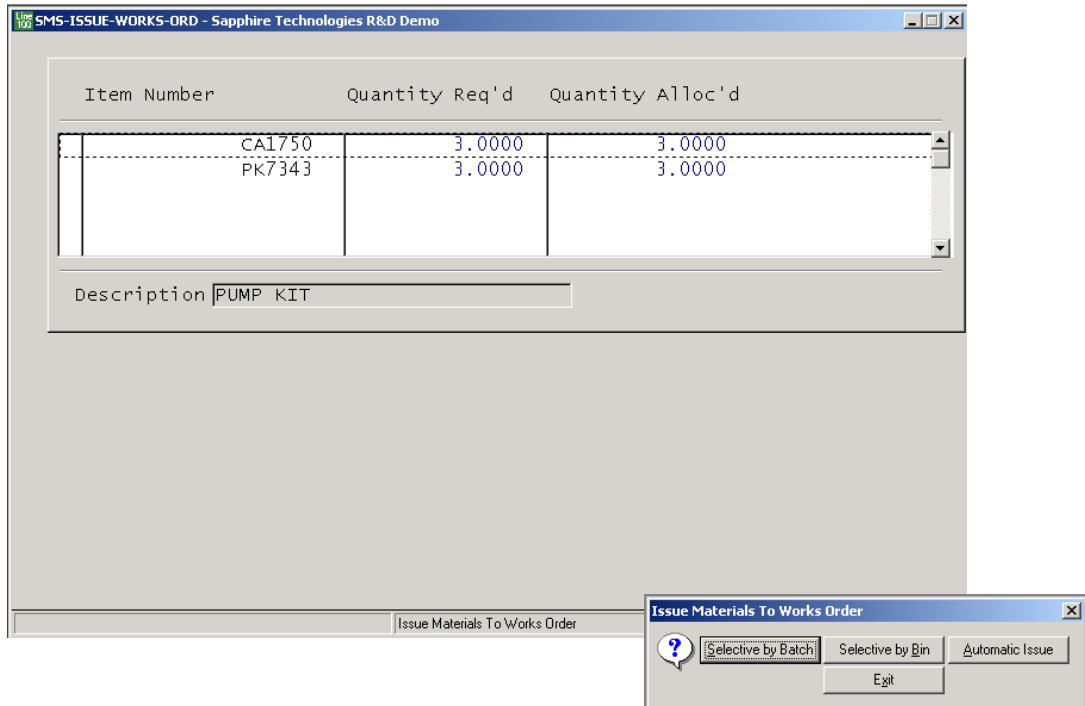 Line 100 SMS-ISSUE-WORKS-ORD - Sapphire Technologies R&D Demo
Item Number Quantity Req'd Quantity Alloc'd
CA1750 3.0000 3.0000
PK7343 3.0000 3.0000
Description PUMP KIT
Issue Materials To Works Order
Issue Materials To Works Order
Selective by Batch Selective by Bin Automatic Issue
Exit